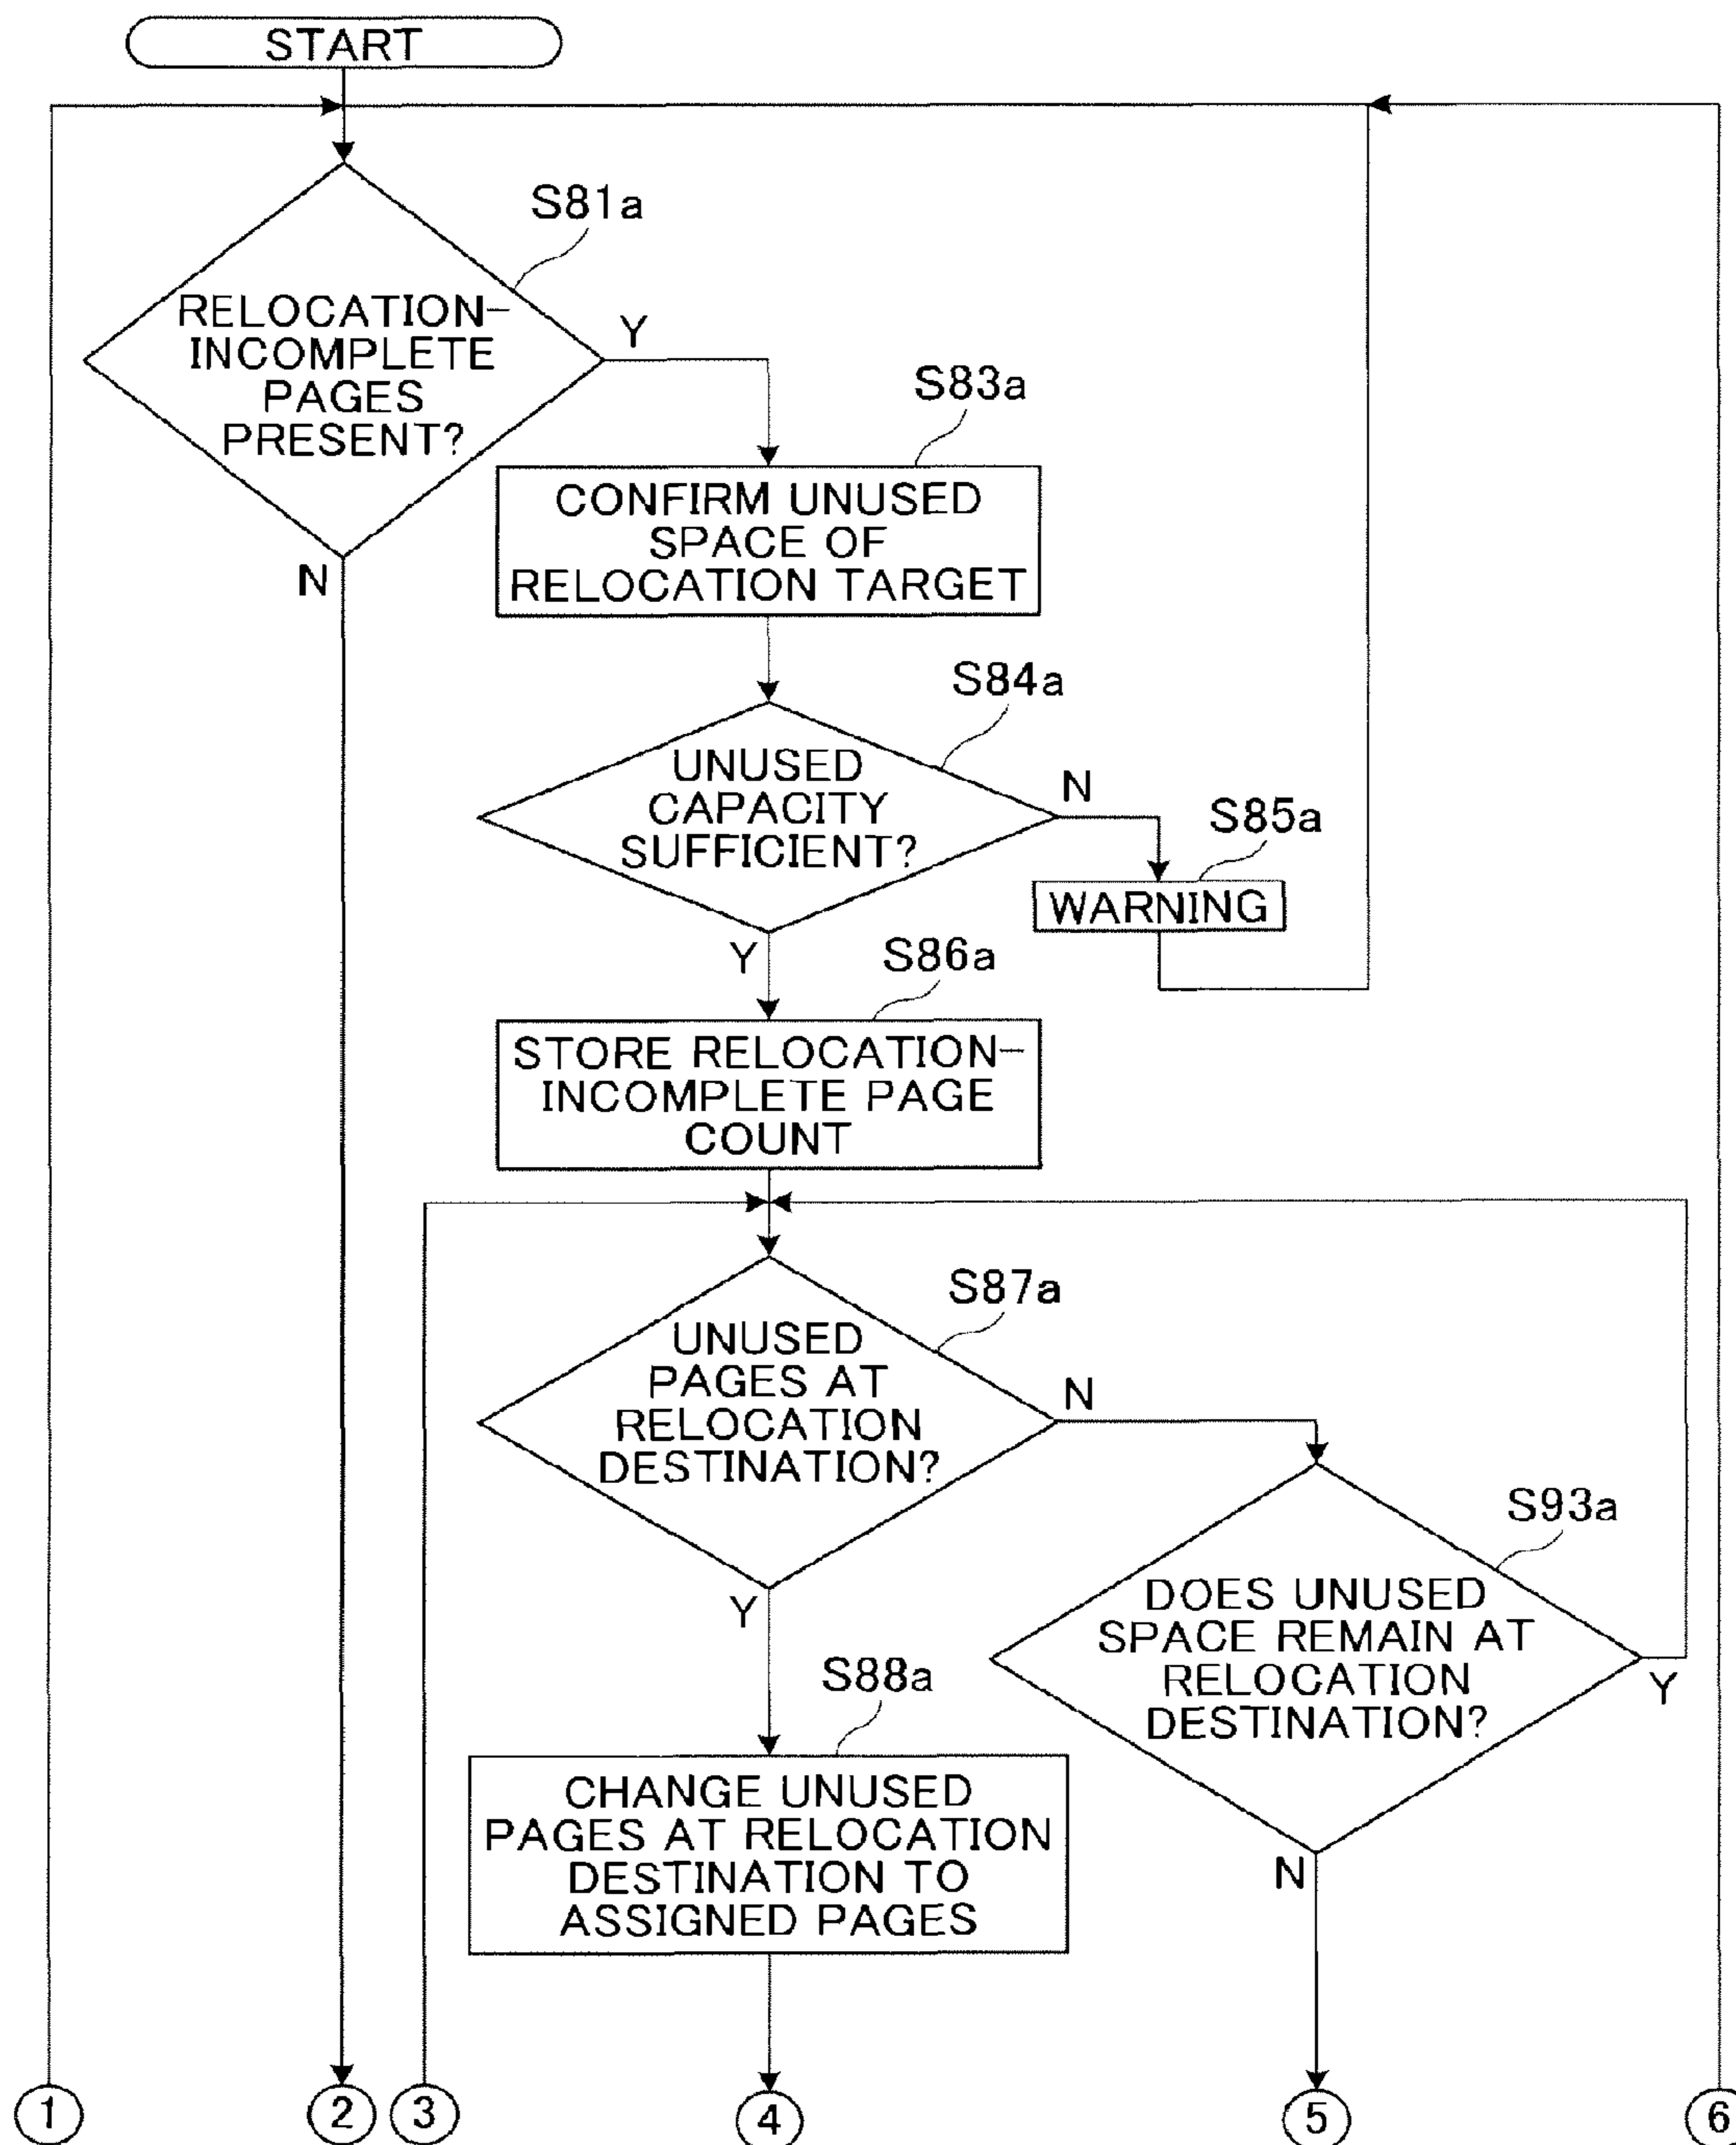 START
S81a
RELOCATION-
INCOMPLETE
PAGES
PRESENT?
Y
N
S83a
CONFIRM UNUSED
SPACE OF
RELOCATION TARGET
S84a
UNUSED
CAPACITY
SUFFICIENT?
N
Y
S85a
WARNING
S86a
STORE RELOCATION-
INCOMPLETE PAGE
COUNT
S87a
UNUSED
PAGES AT
RELOCATION
DESTINATION?
N
Y
S93a
DOES UNUSED
SPACE REMAIN AT
RELOCATION
DESTINATION?
Y
N
S88a
CHANGE UNUSED
PAGES AT RELOCATION
DESTINATION TO
ASSIGNED PAGES
1
2
3
4
5
6